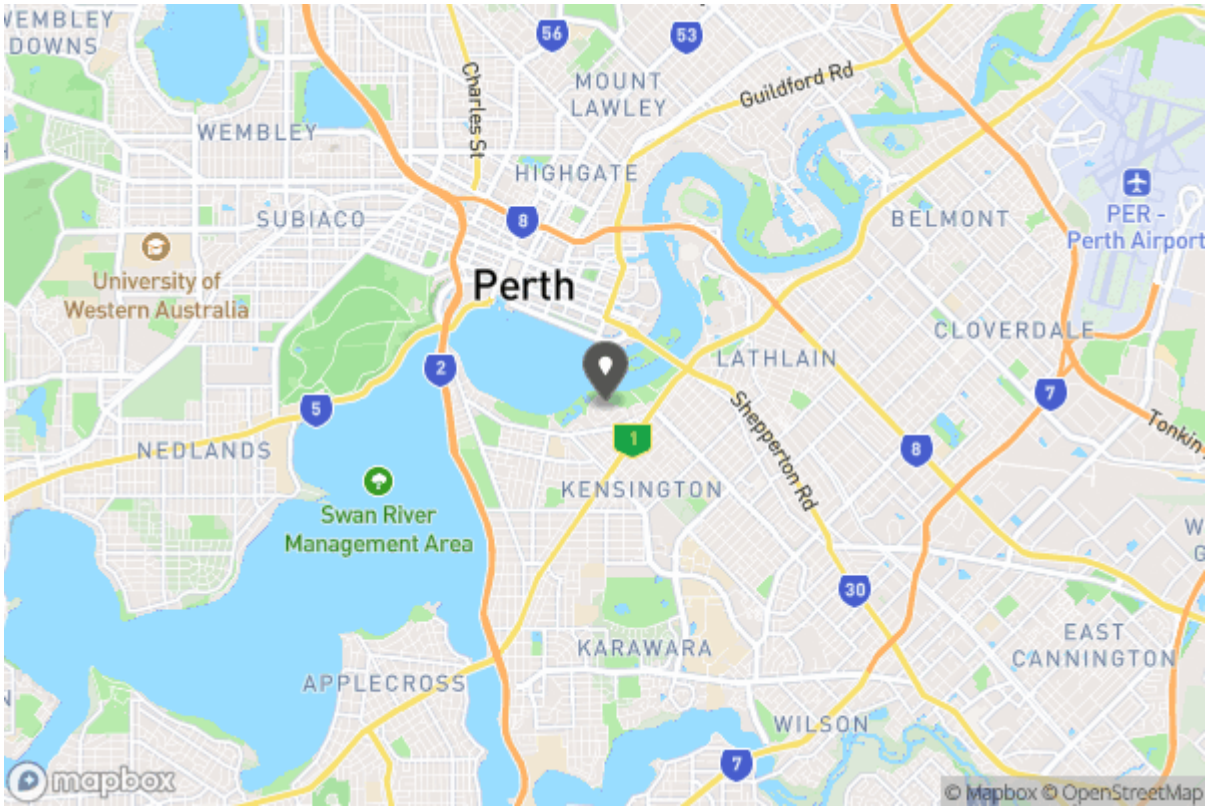 WEMBLEY
DOWNS
56
53
MOUNT
LAWLEY
Guildford Rd
Charles St
WEMBLEY
HIGHGATE
SUBIACO
8
BELMONT
PER -
Perth Airport
University of
Western Australia
Perth
CLOVERDALE
LATHLAIN
2
5
7
Shepperton Rd
Tonkin
1
NEDLANDS
8
KENSINGTON
Swan River
Management Area
30
KARAWARA
EAST
CANNINGTON
APPLECROSS
WILSON
7
mapbox
© Mapbox © OpenStreetMap